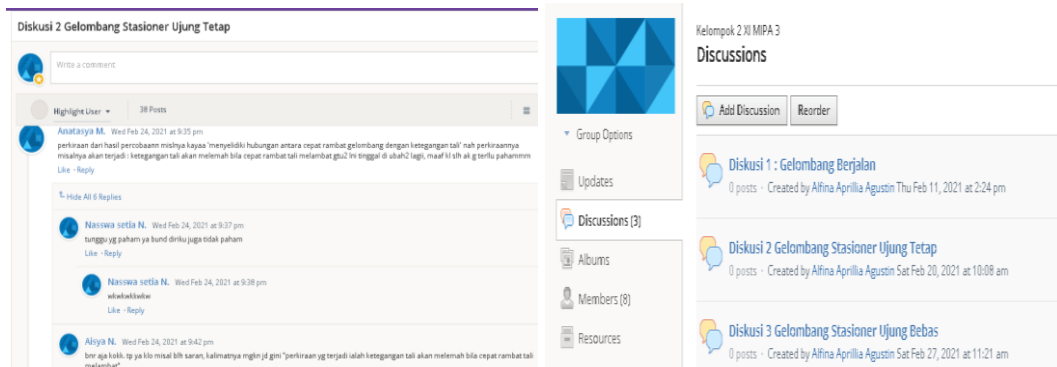 Diskusi 2 Gelombang Stasioner Ujung Tetap
Write a comment
Highlight User
38 Posts
Anatasya M. Wed Feb 24, 2021 at 9:35 pm
perkiraan dari hasil percobaann mislnya kayaa 'menyelidiki hubungan antara cepat rambat gelombang dengan ketegangan tali' nah perkiraannya
misalnya akan terjadi : ketegangan tali akan melemah bila cepat rambat tali melambat gtu2 Ini tinggal di ubah2 lagii, maaf kl slh ak g terllu pahammm
Like · Reply
Hide All 6 Replies
Nasswa setia N. Wed Feb 24, 2021 at 9:37 pm
tunggu yg paham ya bund diriku juga tidak paham
Like · Reply
Nasswa setia N. Wed Feb 24, 2021 at 9:38 pm
Like · Reply
Aisya N. Wed Feb 24, 2021 at 9:42 pm
bnr aja kokk. tp ya klo misal blh saran, kalimatnya mgkn jd gini "perkiraan yg terjadi ialah ketegangan tali akan melemah bila cepat rambat tali
melambat"
Group Options
Updates
Discussions (3)
Albums
Members (8)
Resources
Kelompok 2 XI MIPA 3
Discussions
Add Discussion
Reorder
Diskusi 1 : Gelombang Berjalan
0 posts · Created by Alfina Aprillia Agustin Thu Feb 11, 2021 at 2:24 pm
Diskusi 2 Gelombang Stasioner Ujung Tetap
0 posts · Created by Alfina Aprillia Agustin Sat Feb 20, 2021 at 10:08 am
Diskusi 3 Gelombang Stasioner Ujung Bebas
0 posts · Created by Alfina Aprillia Agustin Sat Feb 27, 2021 at 11:21 am